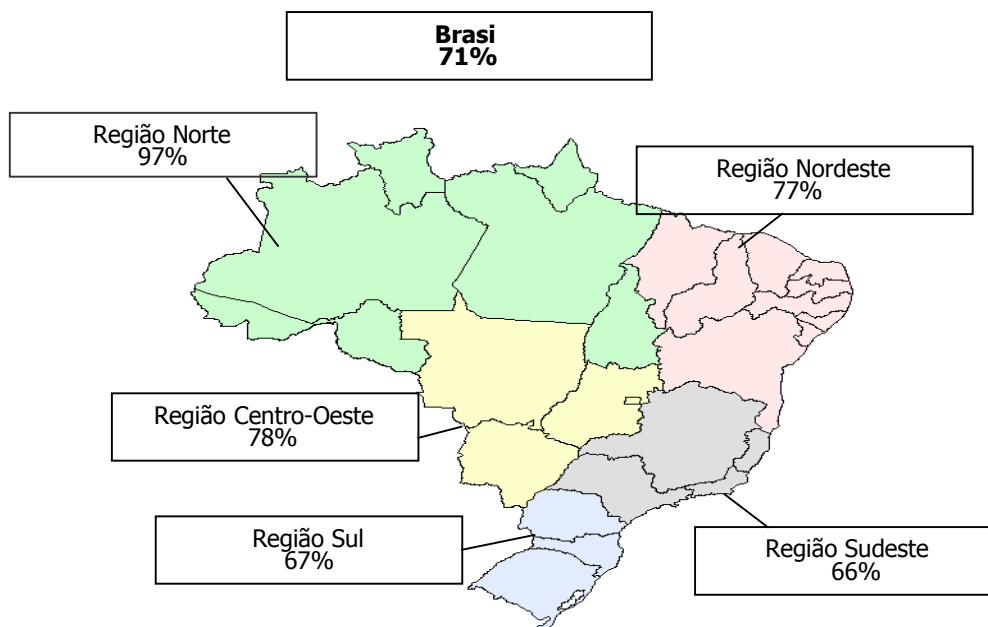 Brasi
71%
Região Norte
97%
Região Nordeste
77%
Região Centro-Oeste
78%
Região Sul
67%
Região Sudeste
66%